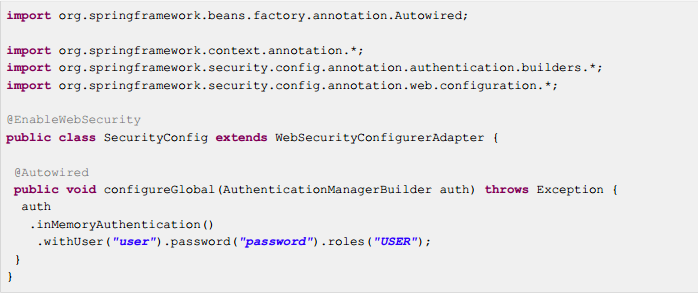 import org.springframework.beans.factory.annotation.Autowired;
import org.springframework.context.annotation.*;
import org.springframework.security.config.annotation.authentication.builders.*;
import org.springframework.security.config.annotation.web.configuration.*;
@EnableWebSecurity
public class SecurityConfig extends WebSecurityConfigurerAdapter {
@Autowired
public void configureGlobal(AuthenticationManagerBuilder auth) throws Exception {
auth
.inMemoryAuthentication()
.withUser("user").password("password").roles("USER");
}
}